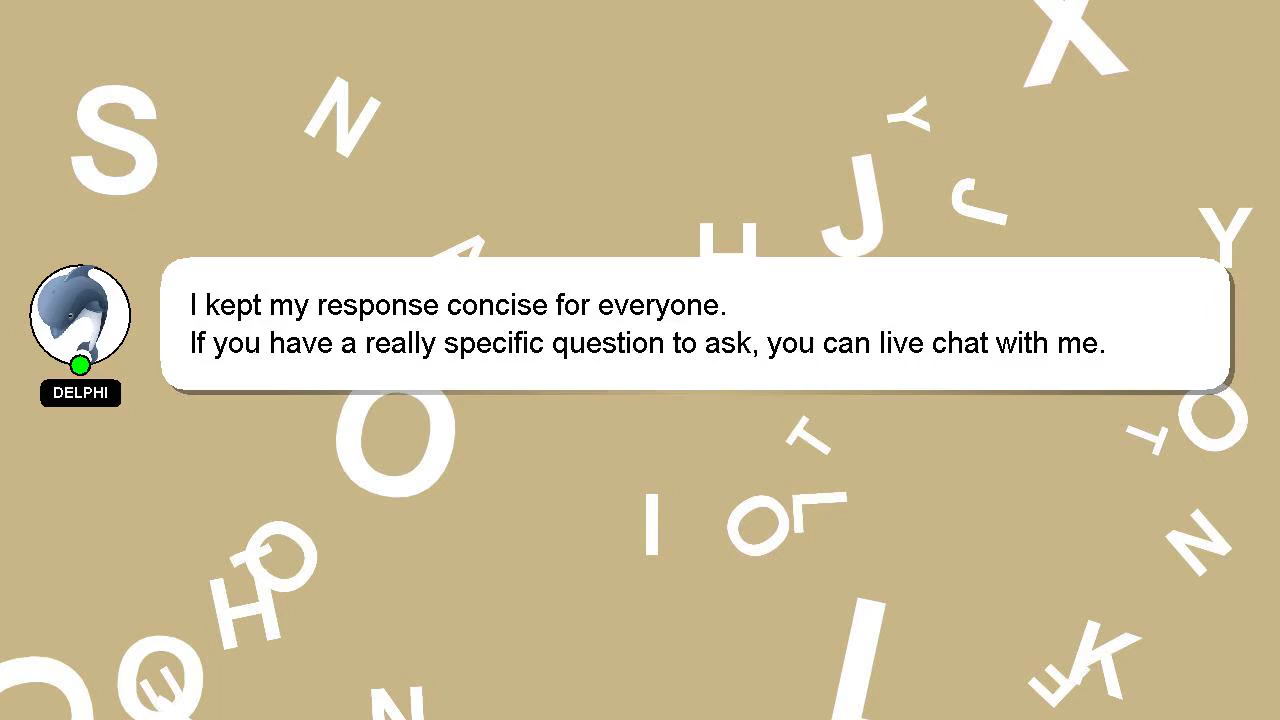 S
N
X
Y
J
J
H
Y
A
I kept my response concise for everyone.
If you have a really specific question to ask, you can live chat with me.
DELPHI
O
T
T
O
I
O
L
N
O
T
H
K
E
O
N